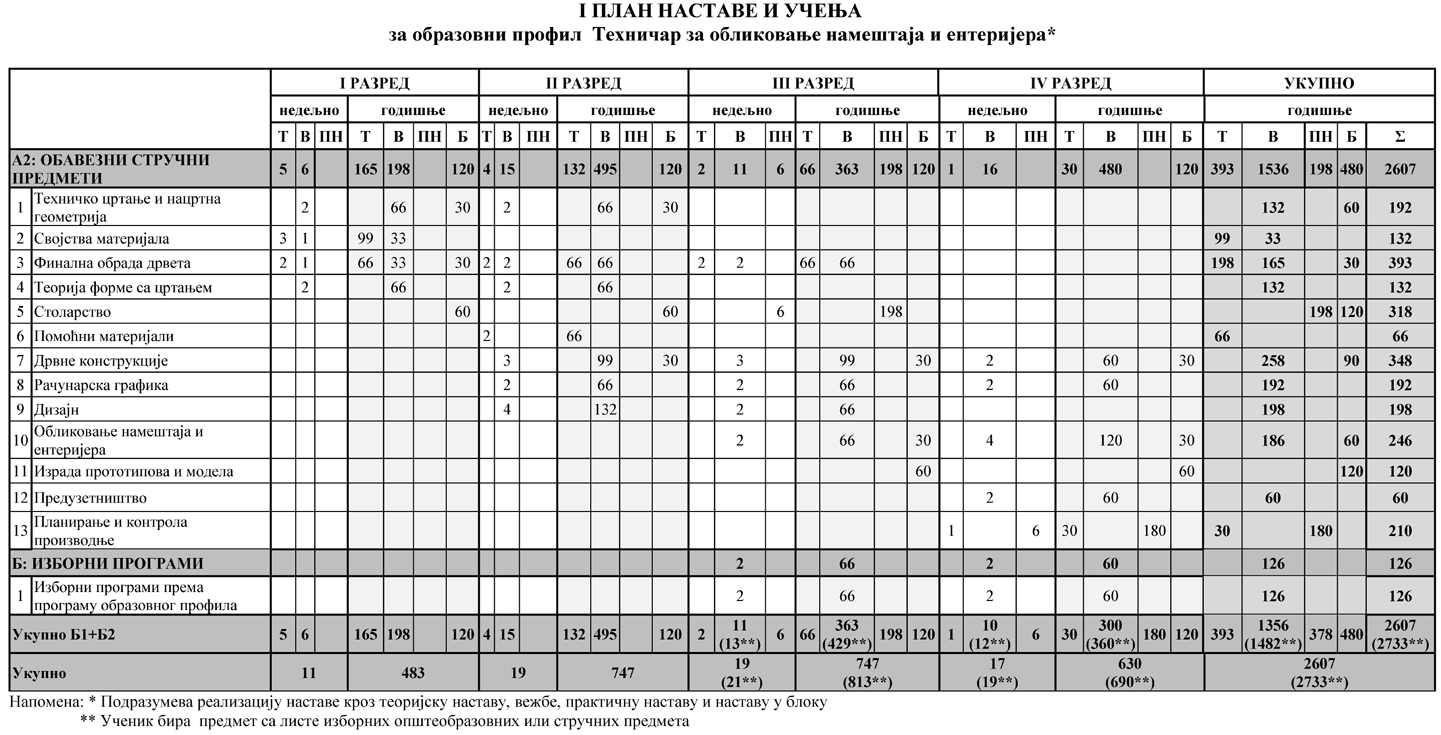 I ПЛАН НАСТАВЕ И УЧЕЊА
за образовни профил Техничар за обликовање намештаја и ентеријера*
I РАЗРЕД II РАЗРЕД III РАЗРЕД IV РАЗРЕД УКУПНО
недељно годишње недељно годишње недељно годишње недељно годишње годишње
Т В ПН Т В ПН Б Т В ПН Т В ПН Б Т В ПН Т В ПН Б Т В ПН Т В ПН Б Т В ПН Б Σ
А2: ОБАВЕЗНИ СТРУЧНИ
ПРЕДМЕТИ 5 6 165 198 120 4 15 132 495 120 2 11 6 66 363 198 120 1 16 30 480 120 393 1536 198 480 2607
1 Техничко цртање и нацртна
геометрија 2 66 30 2 66 30 132 60 192
2 Својства материјала 3 1 99 33 99 33 132
3 Финална обрада дрвета 2 1 66 33 30 2 2 66 66 2 2 66 66 198 165 30 393
4 Теорија форме са цртањем 2 66 2 66 132 132
5 Столарство 60 60 6 198 198 120 318
6 Помоћни материјали 2 66 66 66
7 Дрвне конструкције 3 99 30 3 99 30 2 60 30 258 90 348
8 Рачунарска графика 2 66 2 66 2 60 192 192
9 Дизајн 4 132 2 66 198 198
10 Обликовање намештаја и
ентеријера 2 66 30 4 120 30 186 60 246
11 Израда прототипова и модела 60 60 120 120
12 Предузетништво 2 60 60 60
13 Планирање и контрола
производње 1 6 30 180 30 180 210
Б: ИЗБОРНИ ПРОГРАМИ 2 66 2 60 126 126
1 Изборни програми према
програму образовног профила 2 66 2 60 126 126
Укупно Б1+Б2 5 6 165 198 120 4 15 132 495 120 2 11 6 66 363 198 120 1 10 6 30 300 180 120 393 1356 378 480 2607
(13**) (429**) (12**) (360**) (1482**) (2733**)
Укупно 11 483 19 747 19 747 17 630 2607
(21**) (813**) (19**) (690**) (2733**)
Напомена: * Подразумева реализацију наставе кроз теоријску наставу, вежбе, практичну наставу и наставу у блоку
** Ученик бира предмет са листе изборних општеобразовних или стручних предмета